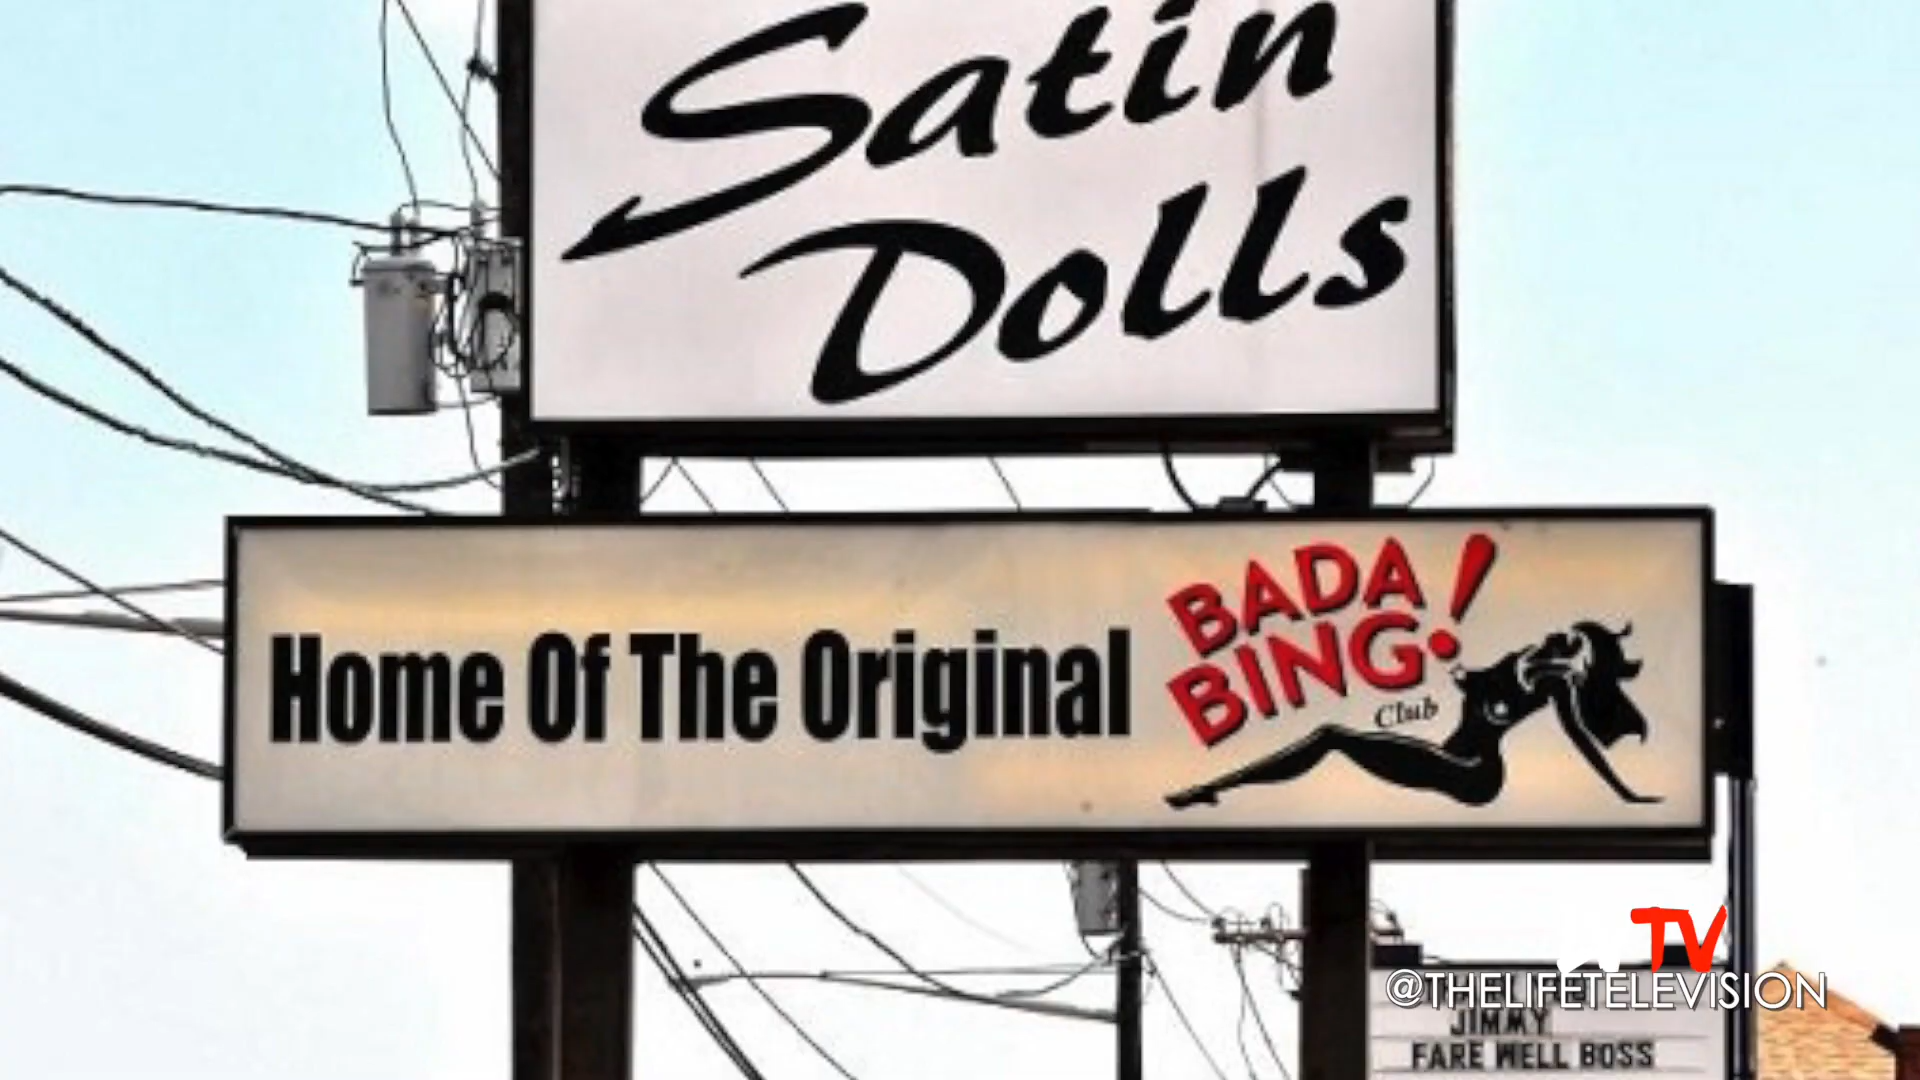 Satin
Dolls
Home Of The Original
BADA
BING!
Club
TV
@THELIFETELEVISION
JIMMY
FARE WELL BOSS